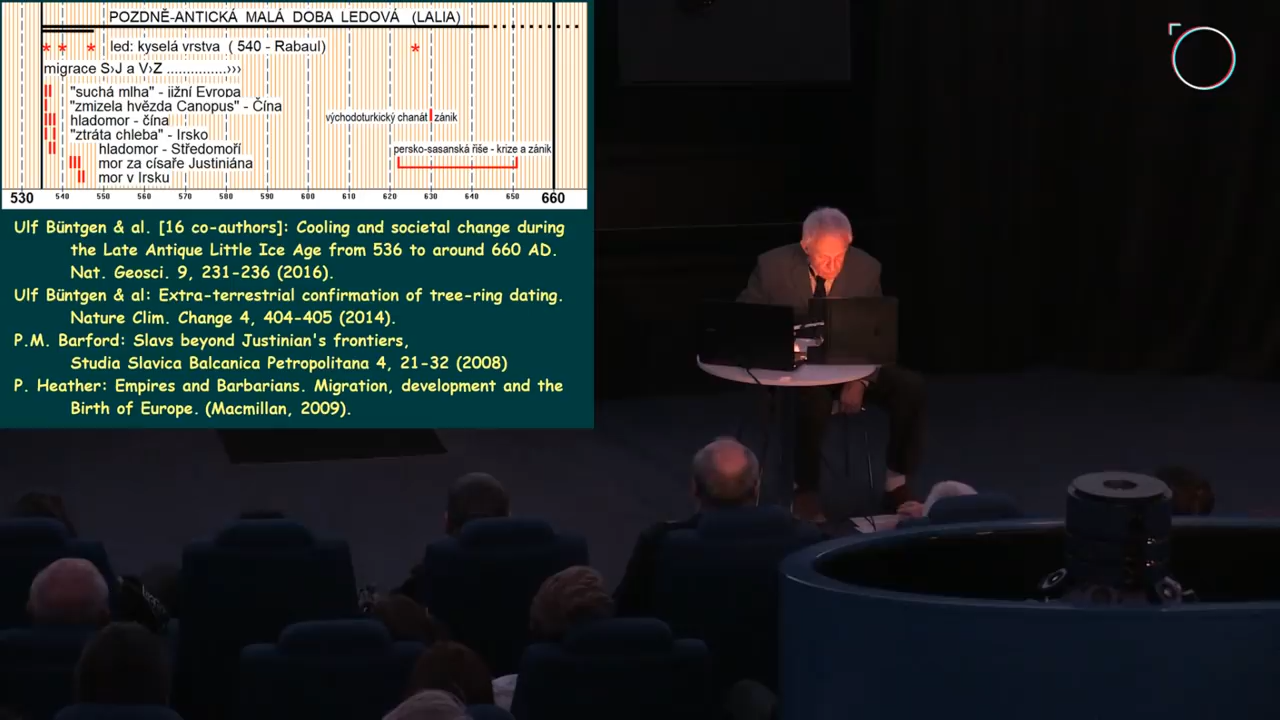 POZDNĚ-ANTICKÁ MALÁ DOBA LEDOVÁ (LALIA)
* * * led: kyselá vrstva ( 540 - Rabaul) *
migrace S›J a V›Z ................›››
"suchá mlha" - jižní Evropa
"zmizela hvězda Canopus" - Čína
hladomor - čína
východoturkický chanát zánik
"ztráta chleba" - Irsko
hladomor - Středomoří
persko-sasanská říše - krize a zánik
mor za císaře Justiniána
mor v Irsku
530 540 550 560 570 580 590 600 610 620 630 640 650 660
Ulf Büntgen & al. [16 co-authors]: Cooling and societal change during
the Late Antique Little Ice Age from 536 to around 660 AD.
Nat. Geosci. 9, 231-236 (2016).
Ulf Büntgen & al: Extra-terrestrial confirmation of tree-ring dating.
Nature Clim. Change 4, 404-405 (2014).
P.M. Barford: Slavs beyond Justinian's frontiers,
Studia Slavica Balcanica Petropolitana 4, 21-32 (2008)
P. Heather: Empires and Barbarians. Migration, development and the
Birth of Europe. (Macmillan, 2009).